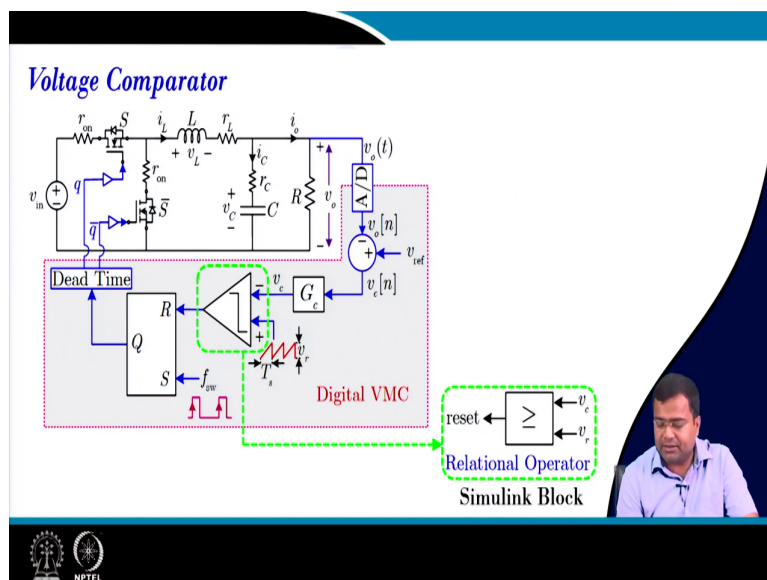 Voltage Comparator
r_on S i_L L r_L i_o
+ v_L −
v_o(t)
i_C
r_on
r_C
A/D
v_in + −
q
q̄
S̄
+ v_C − C
R
+ v_o −
v_o[n]
− +
v_ref
Dead Time
v_c
G_c
v_c[n]
R
−
+
Q
v_r
T_s
S
f_sw
Digital VMC
reset ≥ v_c
v_r
Relational Operator
Simulink Block
NPTEL